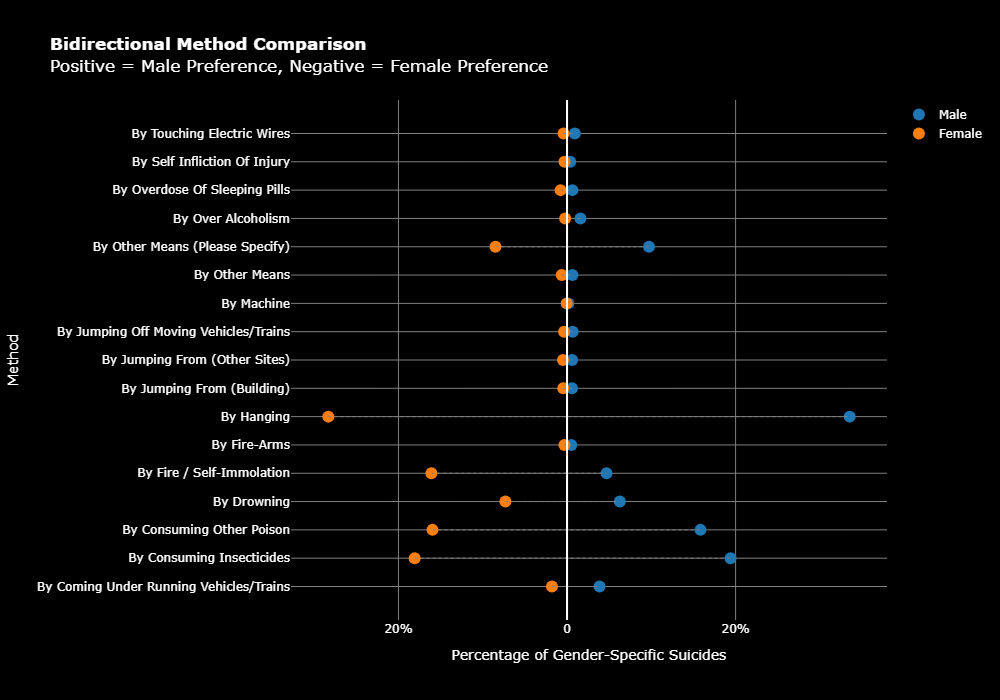 Bidirectional Method Comparison
Positive = Male Preference, Negative = Female Preference
Male
Female
By Touching Electric Wires
By Self Infliction Of Injury
By Overdose Of Sleeping Pills
By Over Alcoholism
By Other Means (Please Specify)
By Other Means
By Machine
By Jumping Off Moving Vehicles/Trains
By Jumping From (Other Sites)
By Jumping From (Building)
By Hanging
By Fire-Arms
By Fire / Self-Immolation
By Drowning
By Consuming Other Poison
By Consuming Insecticides
By Coming Under Running Vehicles/Trains
Method
20% 0 20%
Percentage of Gender-Specific Suicides